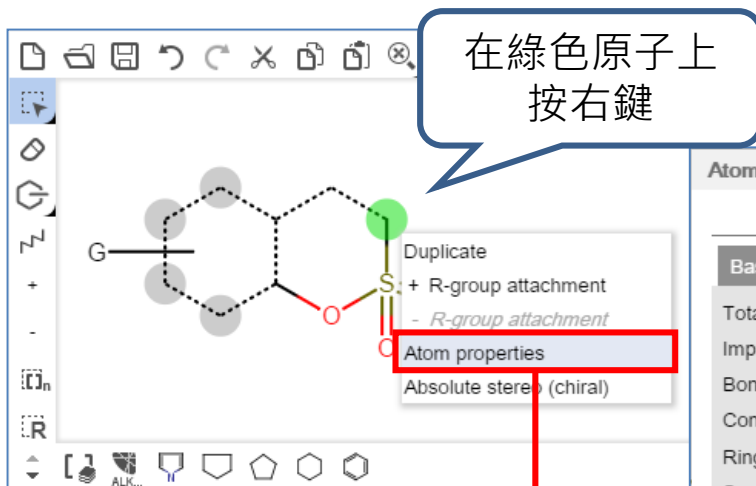 在綠色原子上
按右鍵
Atom
G
S
O
O
Duplicate
+ R-group attachment
- R-group attachment
Atom properties
Absolute stereo (chiral)
Ba
Tota
Imp
Bon
Con
Ring
[ ]n
R
ALK...